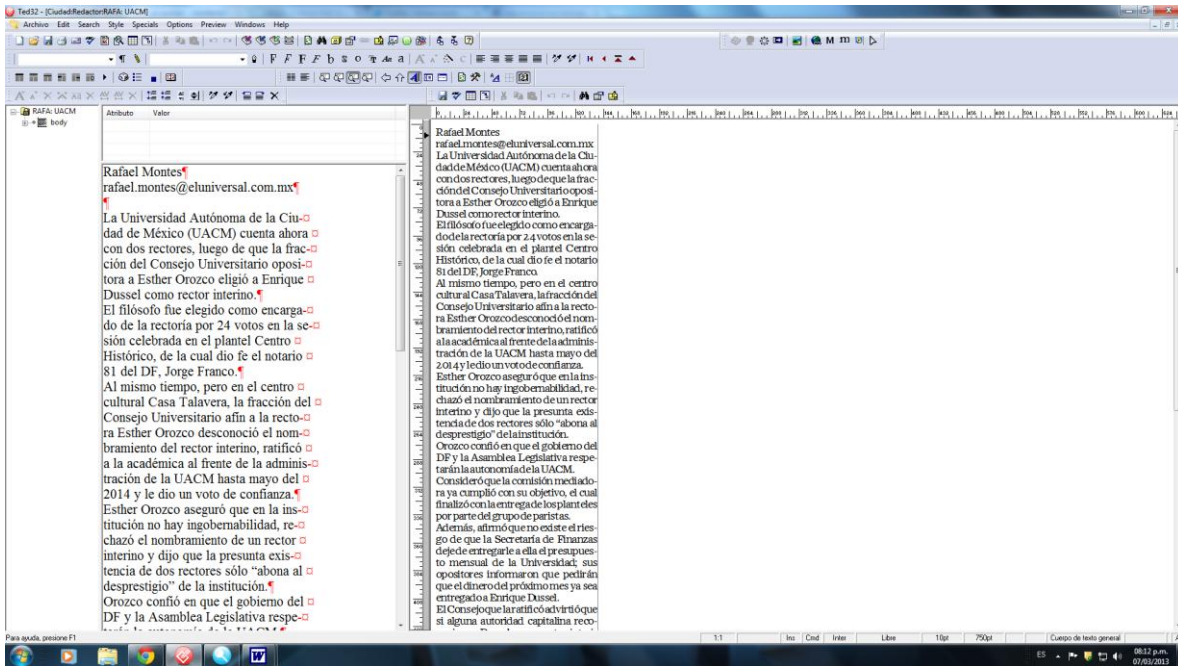 Ted32 - [Ciudad:Redactor:RAFA: UACM]
Archivo Edit Search Style Specials Options Preview Windows Help
RAFA: UACM
body
Atributo Valor
Rafael Montes¶
rafael.montes@eluniversal.com.mx¶
¶
La Universidad Autónoma de la Ciu-
dad de México (UACM) cuenta ahora
con dos rectores, luego de que la frac-
ción del Consejo Universitario oposi-
tora a Esther Orozco eligió a Enrique
Dussel como rector interino.¶
El filósofo fue elegido como encarga-
do de la rectoría por 24 votos en la se-
sión celebrada en el plantel Centro
Histórico, de la cual dio fe el notario
81 del DF, Jorge Franco.¶
Al mismo tiempo, pero en el centro
cultural Casa Talavera, la fracción del
Consejo Universitario afín a la recto-
ra Esther Orozco desconoció el nom-
bramiento del rector interino, ratificó
a la académica al frente de la adminis-
tración de la UACM hasta mayo del
2014 y le dio un voto de confianza.¶
Esther Orozco aseguró que en la ins-
titución no hay ingobernabilidad, re-
chazó el nombramiento de un rector
interino y dijo que la presunta exis-
tencia de dos rectores sólo “abona al
desprestigio” de la institución.¶
Orozco confió en que el gobierno del
DF y la Asamblea Legislativa respe-
tarán la autonomía de la UACM.¶
Rafael Montes
rafael.montes@eluniversal.com.mx
La Universidad Autónoma de la Ciu-
dad de México (UACM) cuenta ahora
con dos rectores, luego de que la frac-
ción del Consejo Universitario oposi-
tora a Esther Orozco eligió a Enrique
Dussel como rector interino.
El filósofo fue elegido como encarga-
do de la rectoría por 24 votos en la se-
sión celebrada en el plantel Centro
Histórico, de la cual dio fe el notario
81 del DF, Jorge Franco.
Al mismo tiempo, pero en el centro
cultural Casa Talavera, la fracción del
Consejo Universitario afín a la recto-
ra Esther Orozco desconoció el nom-
bramiento del rector interino, ratificó
a la académica al frente de la adminis-
tración de la UACM hasta mayo del
2014 y le dio un voto de confianza.
Esther Orozco aseguró que en la ins-
titución no hay ingobernabilidad, re-
chazó el nombramiento de un rector
interino y dijo que la presunta exis-
tencia de dos rectores sólo “abona al
desprestigio” de la institución.
Orozco confió en que el gobierno del
DF y la Asamblea Legislativa respe-
tarán la autonomía de la UACM.
Consideró que la comisión mediado-
ra ya cumplió con su objetivo, el cual
finalizó con la entrega de los planteles
por parte del grupo de paristas.
Además, afirmó que no existe el ries-
go de que la Secretaría de Finanzas
deje de entregarle a ella el presupues-
to mensual de la Universidad; sus
opositores informaron que pedirán
que el dinero del próximo mes ya sea
entregado a Enrique Dussel.
El Consejo que la ratificó advirtió que
si alguna autoridad capitalina reco-
Para ayuda, presione F1
1:1 Ins Cmd Inter Libre 10pt 750pt Cuerpo de texto general
ES 08:12 p.m.
07/03/2013